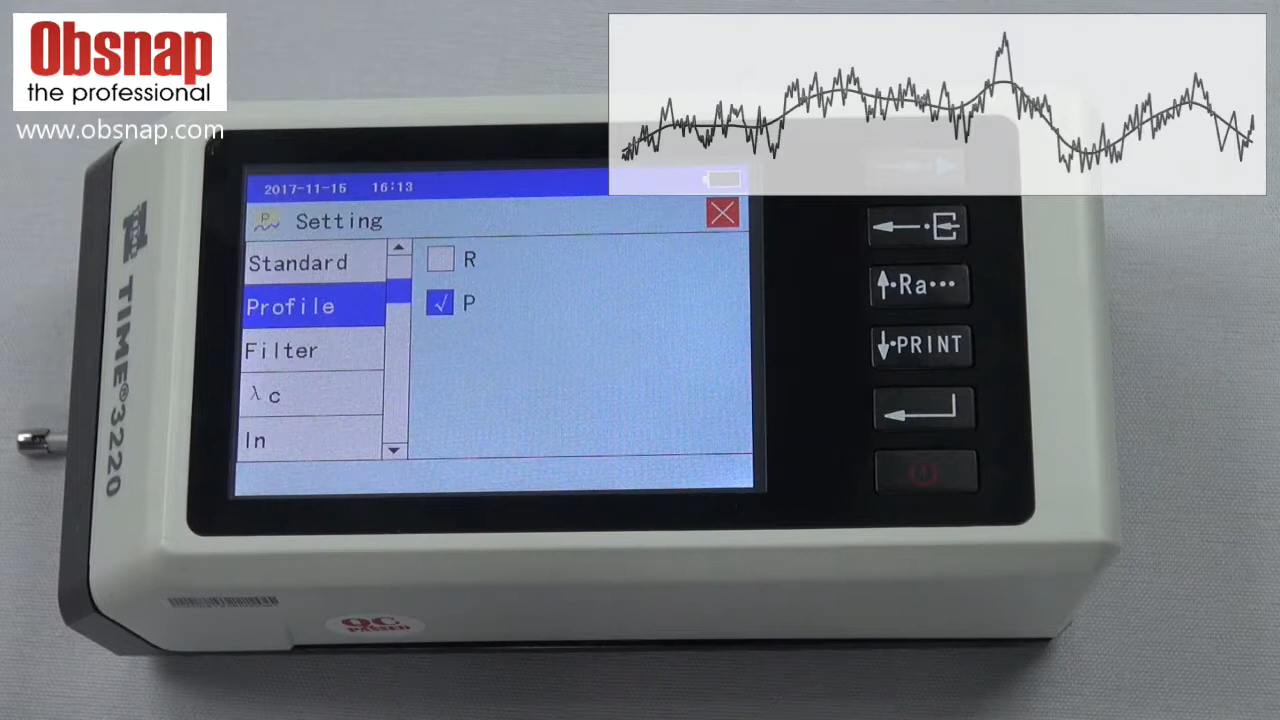 Obsnap
the professional
www.obsnap.com
2017-11-15 16:13
P
Setting
Standard
R
Profile
√ P
Filter
λc
In
←·
↑·Ra···
↓·PRINT
TIME
TIME®3220
QC
PASSED